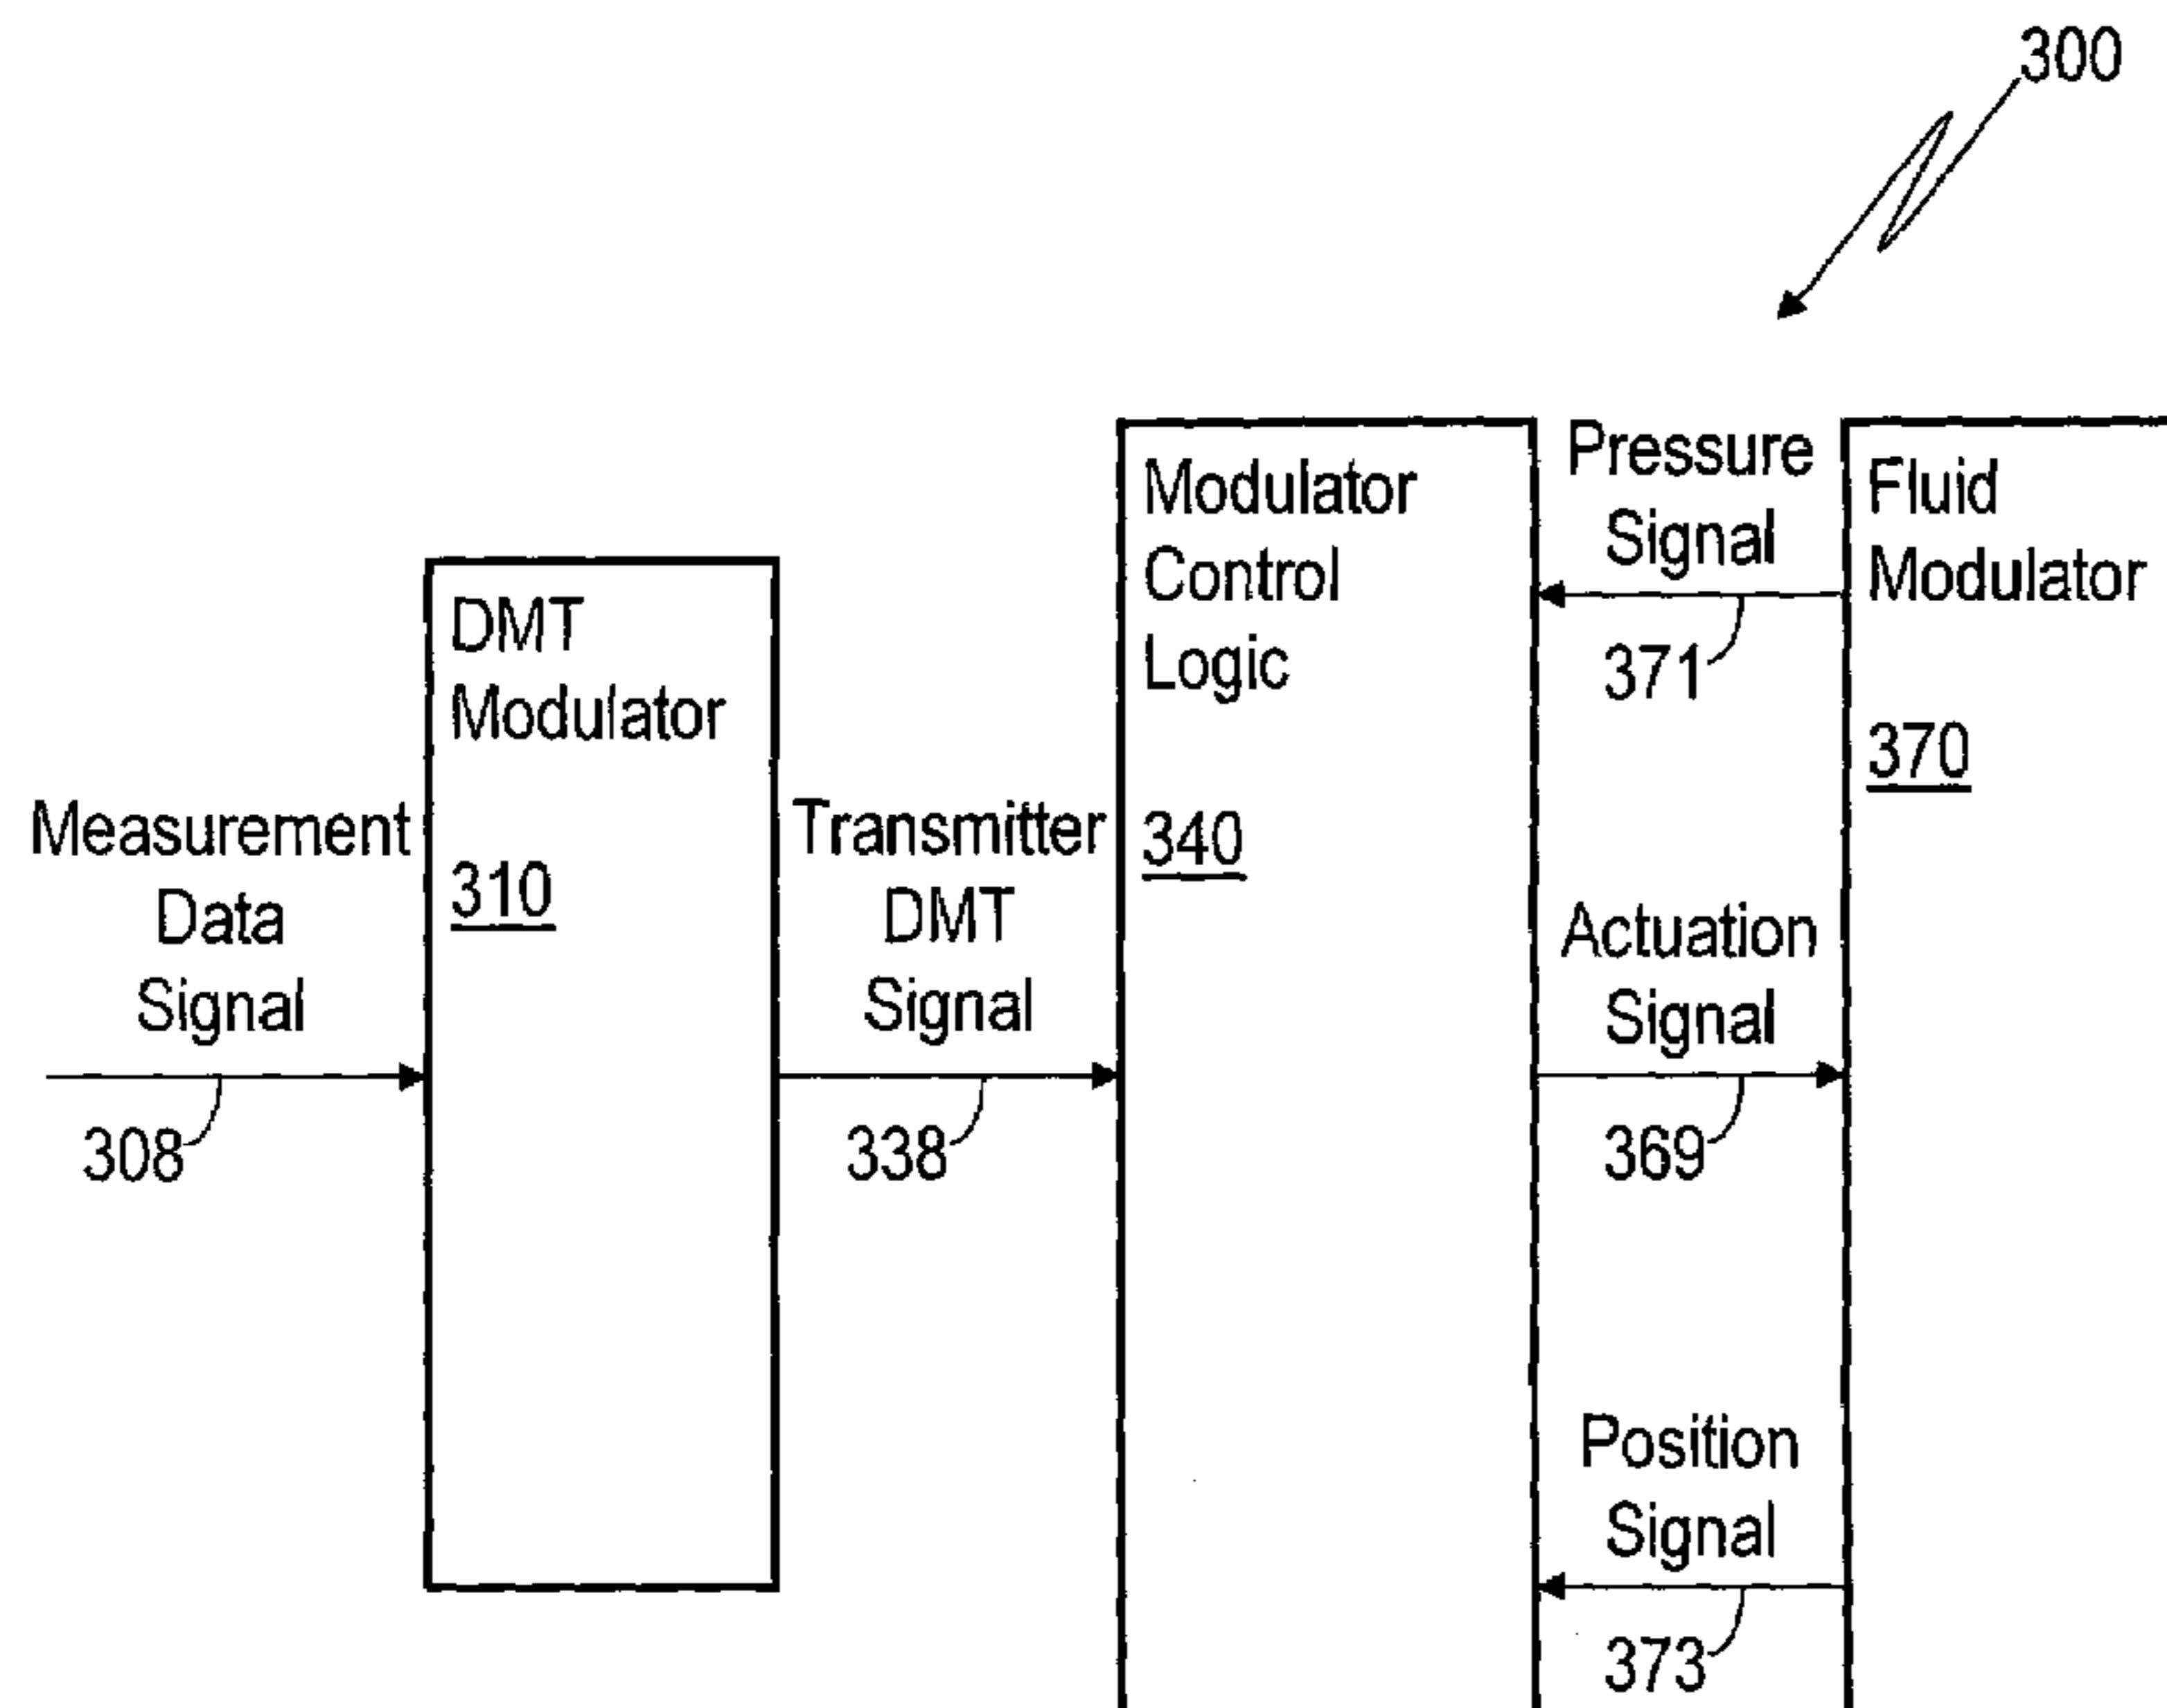 300
Measurement
Data
Signal
308
DMT
Modulator
310
Transmitter
DMT
Signal
338
Modulator
Control
Logic
340
Pressure
Signal
371
Actuation
Signal
369
Position
Signal
373
Fluid
Modulator
370